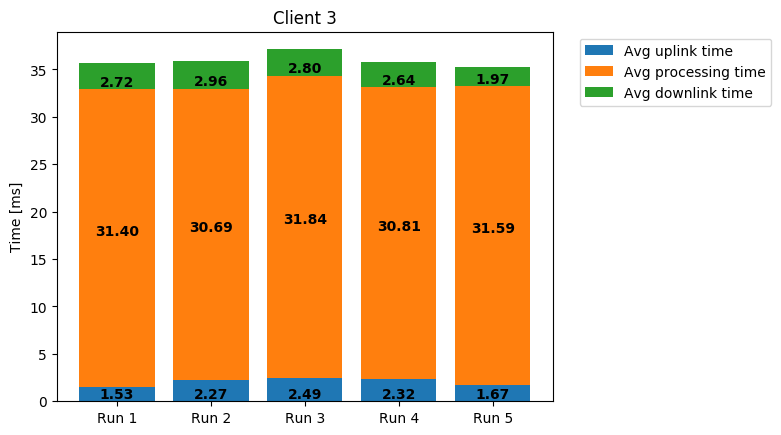 Client 3
Avg uplink time
Avg processing time
Avg downlink time
Time [ms]
35
30
25
20
15
10
5
0
2.72 2.96 2.80 2.64 1.97
31.40 30.69 31.84 30.81 31.59
1.53 2.27 2.49 2.32 1.67
Run 1 Run 2 Run 3 Run 4 Run 5